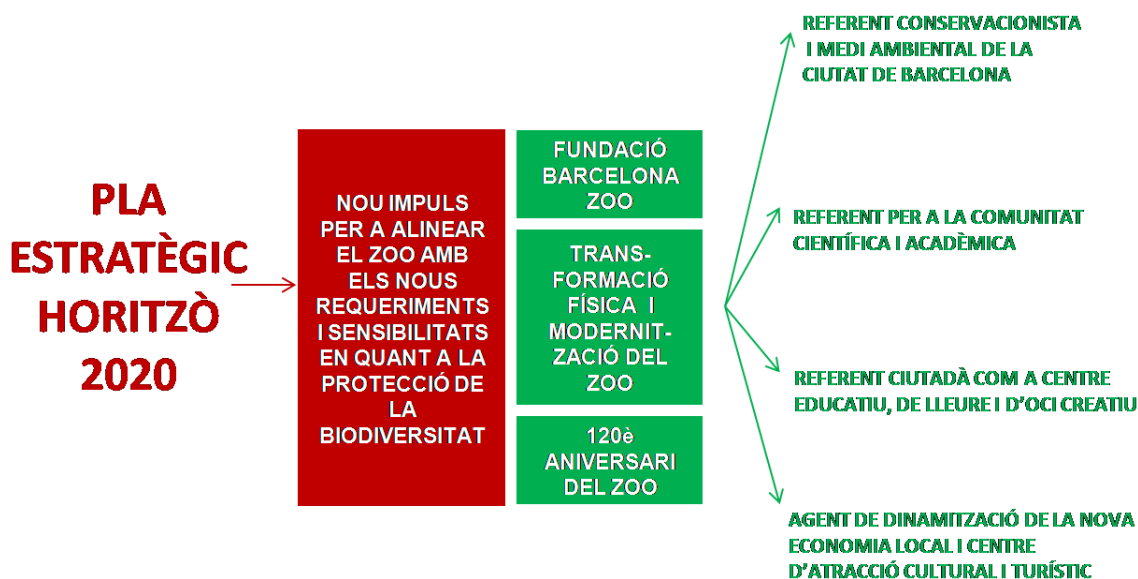 PLA
ESTRATÈGIC
HORITZÒ
2020
NOU IMPULS
PER A ALINEAR
EL ZOO AMB
ELS NOUS
REQUERIMENTS
I SENSIBILITATS
EN QUANT A LA
PROTECCIÓ DE
LA
BIODIVERSITAT
FUNDACIÓ
BARCELONA
ZOO
TRANS-
FORMACIÓ
FÍSICA I
MODERNIT-
ZACIÓ DEL
ZOO
120è
ANIVERSARI
DEL ZOO
REFERENT CONSERVACIONISTA
I MEDI AMBIENTAL DE LA
CIUTAT DE BARCELONA
REFERENT PER A LA COMUNITAT
CIENTÍFICA I ACADÈMICA
REFERENT CIUTADÀ COM A CENTRE
EDUCATIU, DE LLEURE I D'OCI CREATIU
AGENT DE DINAMITZACIÓ DE LA NOVA
ECONOMIA LOCAL I CENTRE
D'ATRACCIÓ CULTURAL I TURÍSTIC